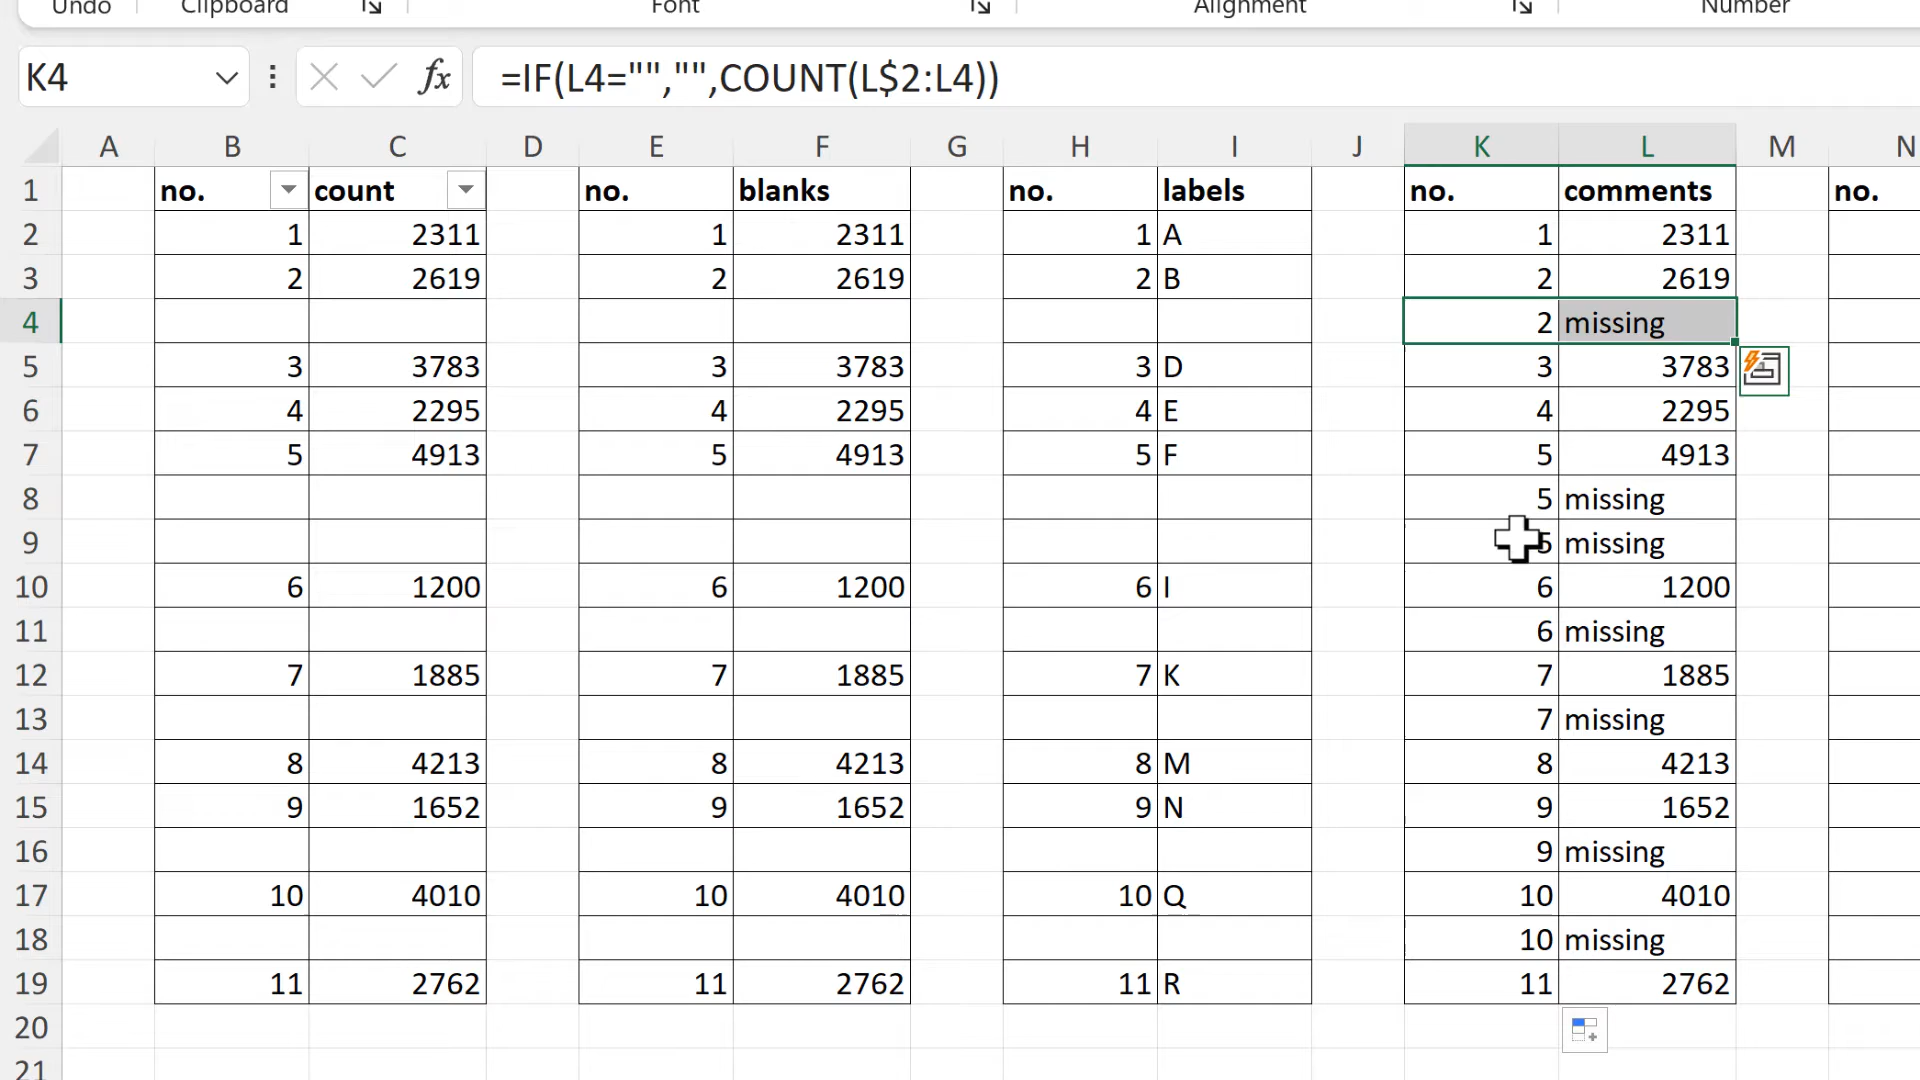 Undo Clipboard Font Alignment Number
K4 fx =IF(L4="","",COUNT(L$2:L4))
A B C D E F G H I J K L M N
1 no. count no. blanks no. labels no. comments no.
2 1 2311 1 2311 1 A 1 2311
3 2 2619 2 2619 2 B 2 2619
4 2 missing
5 3 3783 3 3783 3 D 3 3783
6 4 2295 4 2295 4 E 4 2295
7 5 4913 5 4913 5 F 5 4913
8 5 missing
9 5 missing
10 6 1200 6 1200 6 I 6 1200
11 6 missing
12 7 1885 7 1885 7 K 7 1885
13 7 missing
14 8 4213 8 4213 8 M 8 4213
15 9 1652 9 1652 9 N 9 1652
16 9 missing
17 10 4010 10 4010 10 Q 10 4010
18 10 missing
19 11 2762 11 2762 11 R 11 2762
20
21